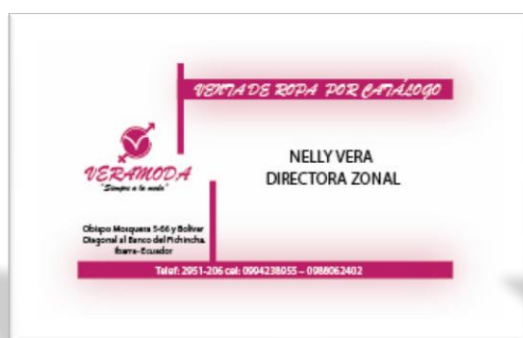 VENTA DE ROPA POR CATÁLOGO
VERAMODA
"Siempre a la moda"
NELLY VERA
DIRECTORA ZONAL
Obispo Mosquera 5-66 y Bolívar
Diagonal al Banco del Pichincha.
Ibarra-Ecuador
Telef: 2951-206 cel: 0994238955 – 0988062402